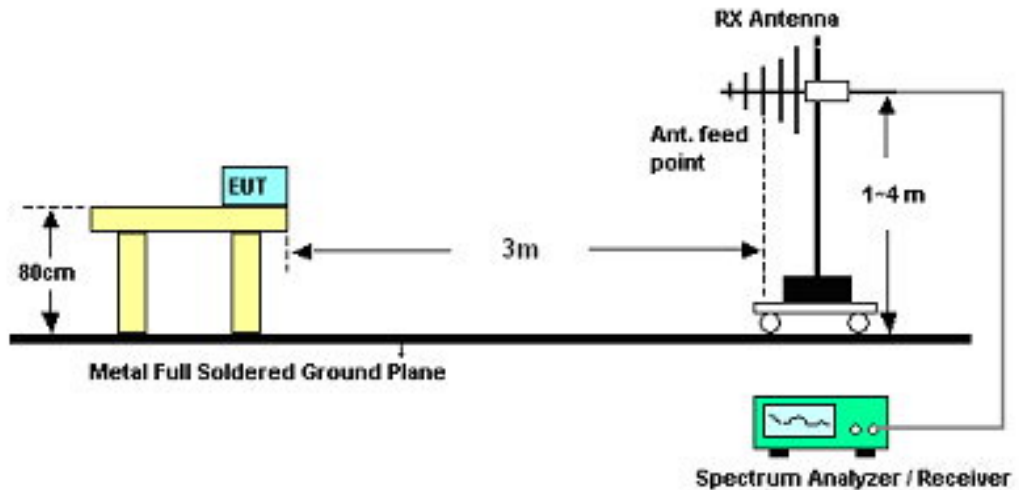 RX Antenna
Ant. feed
point
EUT
1~4 m
3m
80cm
Metal Full Soldered Ground Plane
Spectrum Analyzer / Receiver